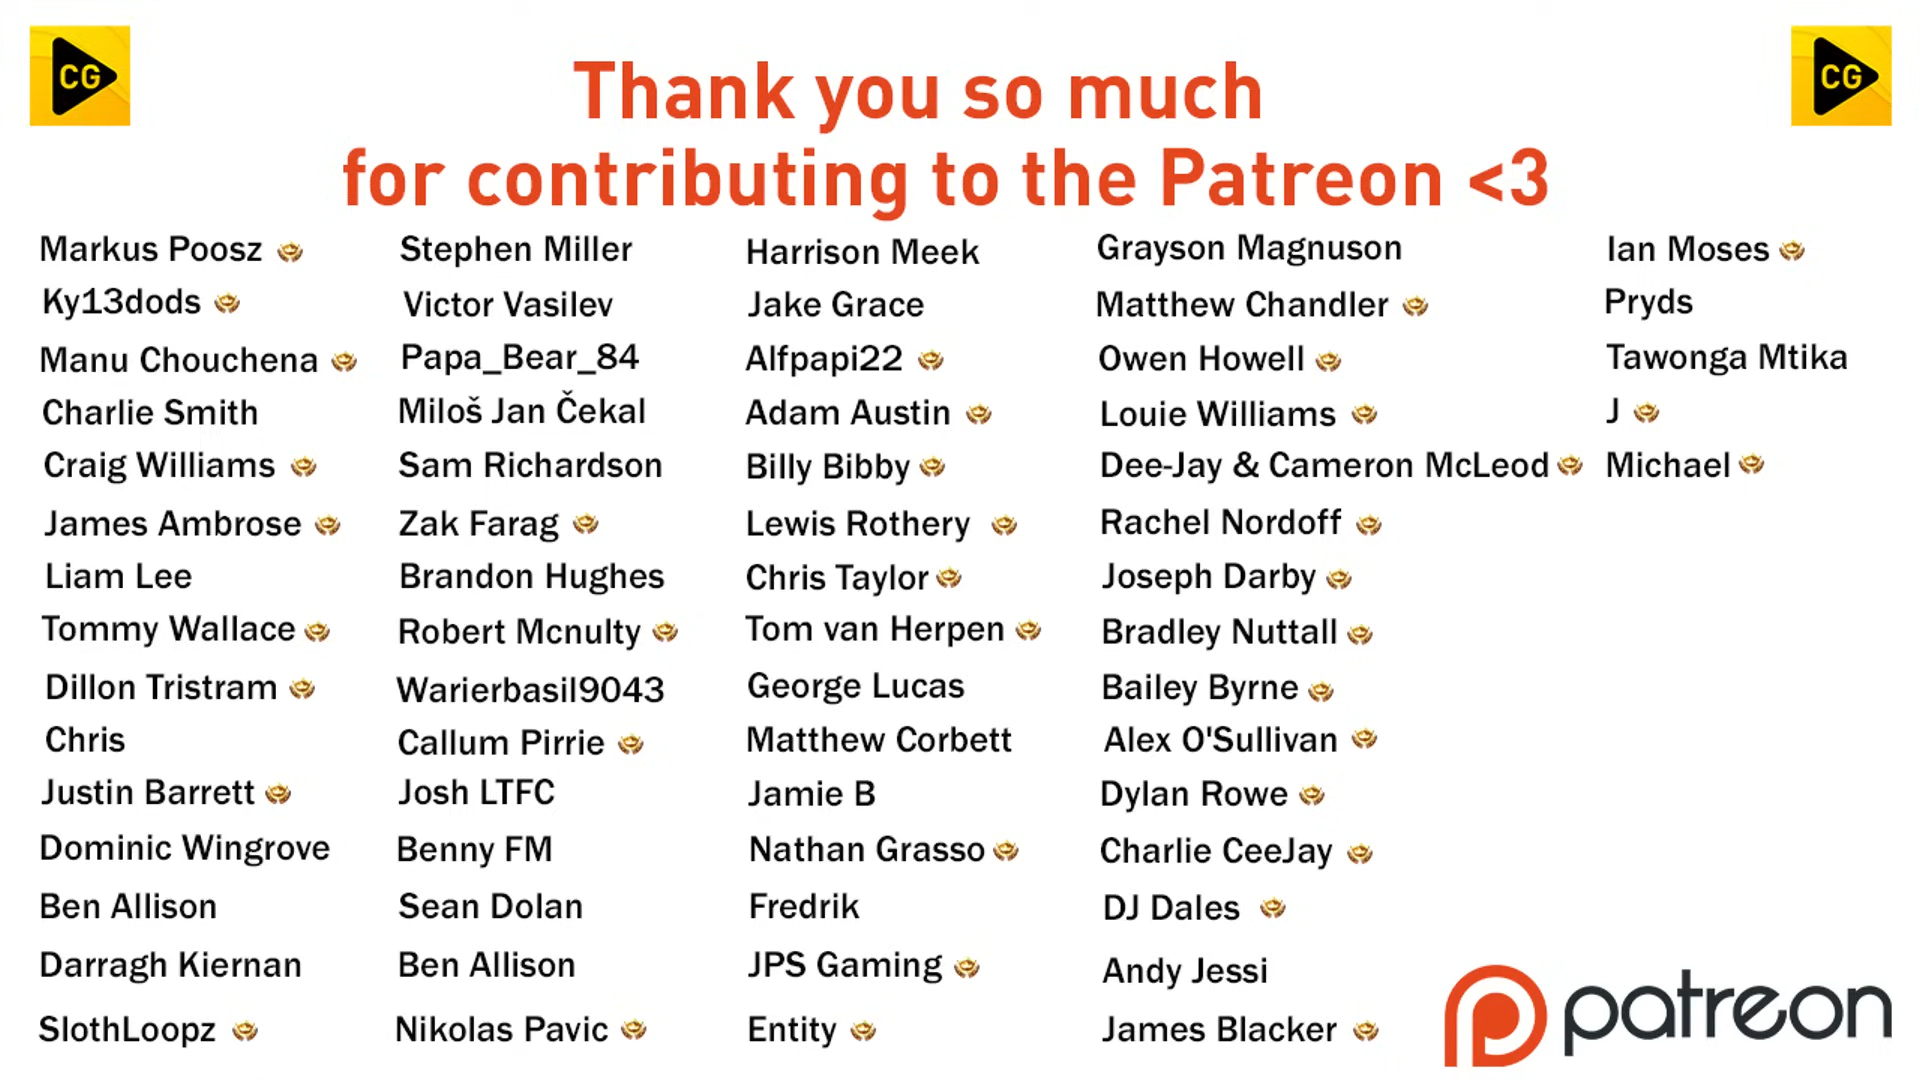 CG
CG
Thank you so much
for contributing to the Patreon <3
Markus Poosz
Ky13dods
Manu Chouchena
Charlie Smith
Craig Williams
James Ambrose
Liam Lee
Tommy Wallace
Dillon Tristram
Chris
Justin Barrett
Dominic Wingrove
Ben Allison
Darragh Kiernan
SlothLoopz
Stephen Miller
Victor Vasilev
Papa_Bear_84
Miloš Jan Čekal
Sam Richardson
Zak Farag
Brandon Hughes
Robert Mcnulty
Warierbasil9043
Callum Pirrie
Josh LTFC
Benny FM
Sean Dolan
Ben Allison
Nikolas Pavic
Harrison Meek
Jake Grace
Alfpapi22
Adam Austin
Billy Bibby
Lewis Rothery
Chris Taylor
Tom van Herpen
George Lucas
Matthew Corbett
Jamie B
Nathan Grasso
Fredrik
JPS Gaming
Entity
Grayson Magnuson
Matthew Chandler
Owen Howell
Louie Williams
Dee-Jay & Cameron McLeod
Rachel Nordoff
Joseph Darby
Bradley Nuttall
Bailey Byrne
Alex O'Sullivan
Dylan Rowe
Charlie CeeJay
DJ Dales
Andy Jessi
James Blacker
Ian Moses
Pryds
Tawonga Mtika
J
Michael
patreon